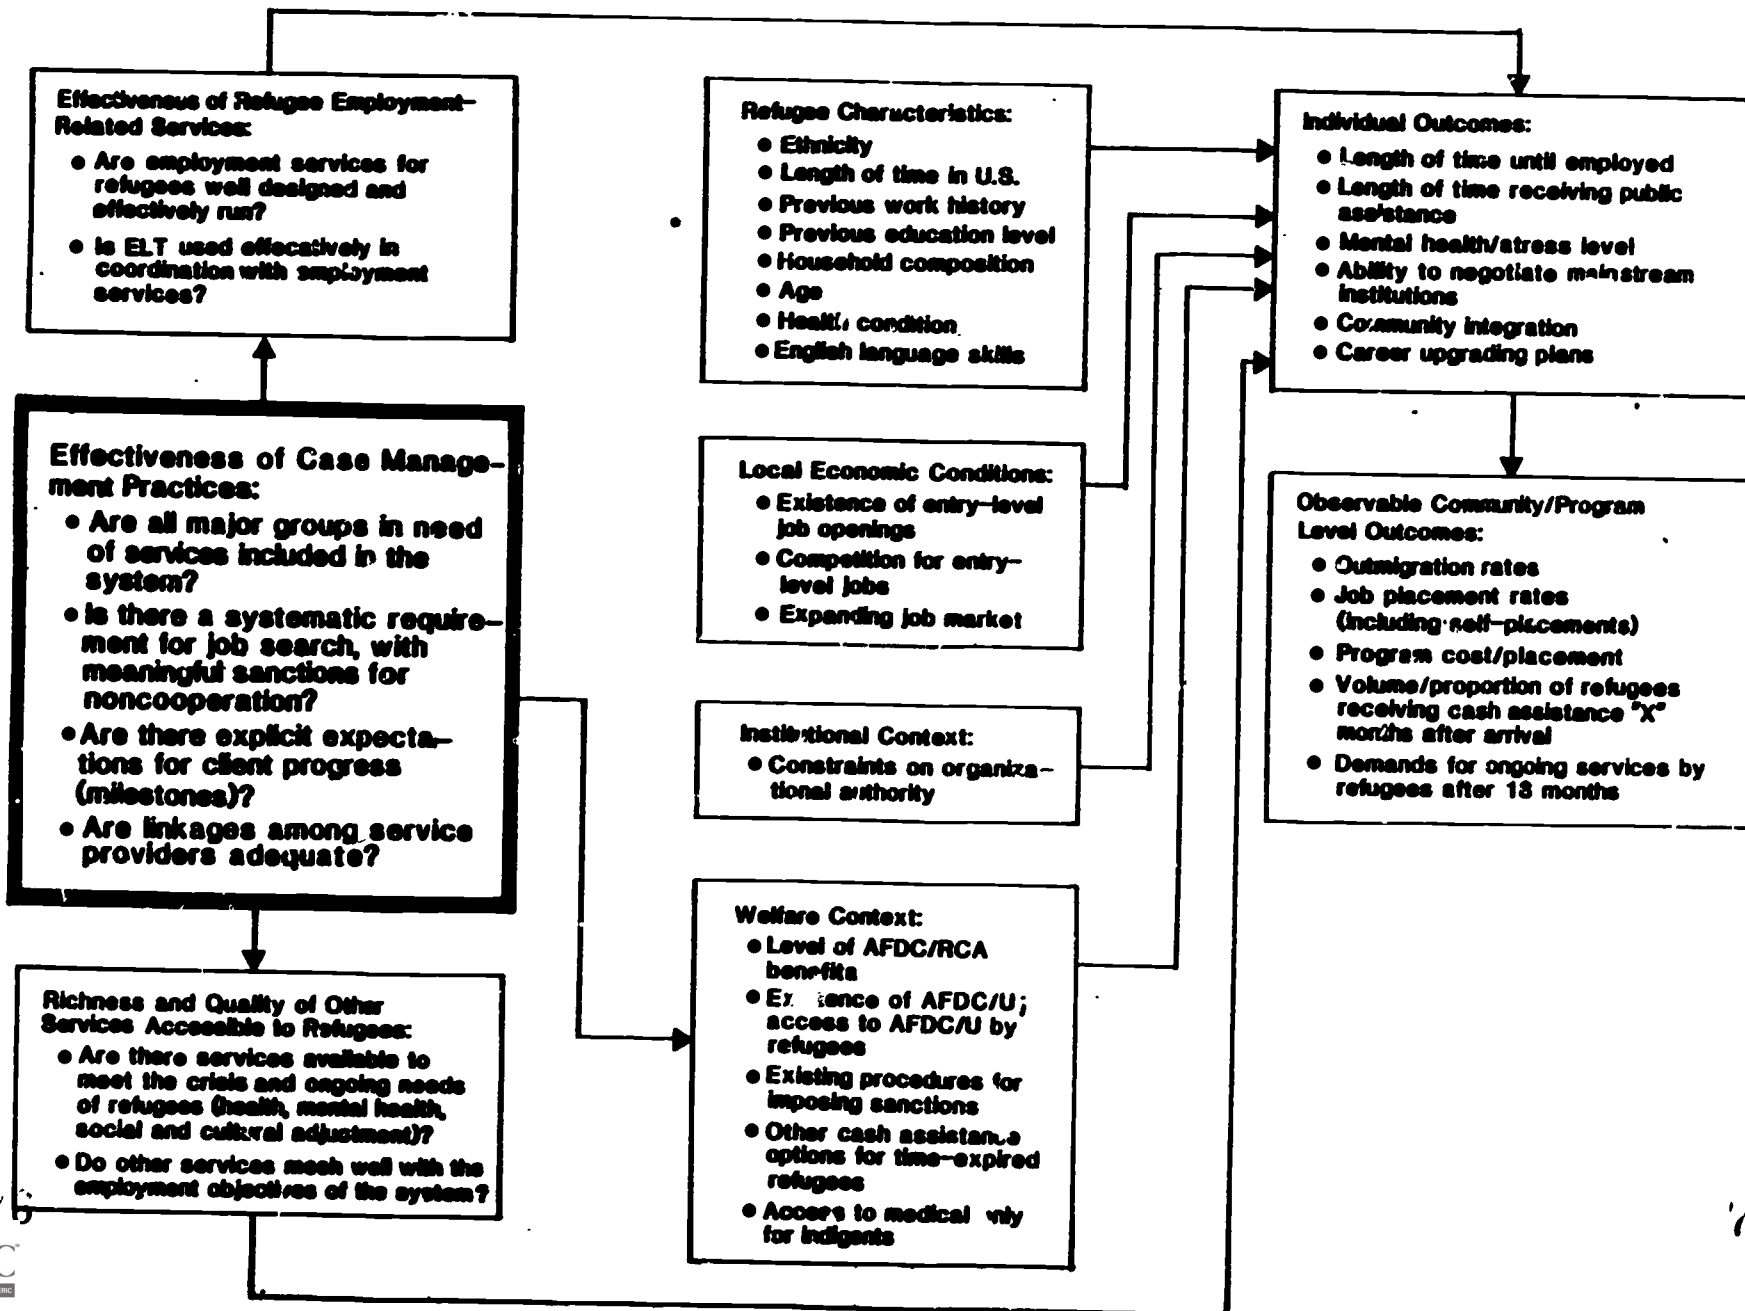 Effectiveness of Refugee Employment-
Related Services:
● Are employment services for
refugees well designed and
effectively run?
● Is ELT used effecatively in
coordination with employment
services?
Effectiveness of Case Manage-
ment Practices:
● Are all major groups in need
of services included in the
system?
● Is there a systematic require-
ment for job search, with
meaningful sanctions for
noncooperation?
● Are there explicit expecta-
tions for client progress
(milestones)?
● Are linkages among service
providers adequate?
Richness and Quality of Other
Services Accessible to Refugees:
● Are there services available to
meet the crisis and ongoing needs
of refugees (health, mental health,
social and cultural adjustment)?
● Do other services mesh well with the
employment objectives of the system?
Refugee Characteristics:
● Ethnicity
● Length of time in U.S.
● Previous work history
● Previous education level
● Household composition
● Age
● Health condition
● English language skills
Local Economic Conditions:
● Existence of entry-level
job openings
● Competition for entry-
level jobs
● Expanding job market
Institutional Context:
● Constraints on organiza-
tional authority
Welfare Context:
● Level of AFDC/RCA
benefits
● Existence of AFDC/U;
access to AFDC/U by
refugees
● Existing procedures for
imposing sanctions
● Other cash assistance
options for time-expired
refugees
● Access to medical only
for indigents
Individual Outcomes:
● Length of time until employed
● Length of time receiving public
assistance
● Mental health/stress level
● Ability to negotiate mainstream
institutions
● Community integration
● Career upgrading plans
Observable Community/Program
Level Outcomes:
● Outmigration rates
● Job placement rates
(including self-placements)
● Program cost/placement
● Volume/proportion of refugees
receiving cash assistance "X"
months after arrival
● Demands for ongoing services by
refugees after 18 months
ERIC